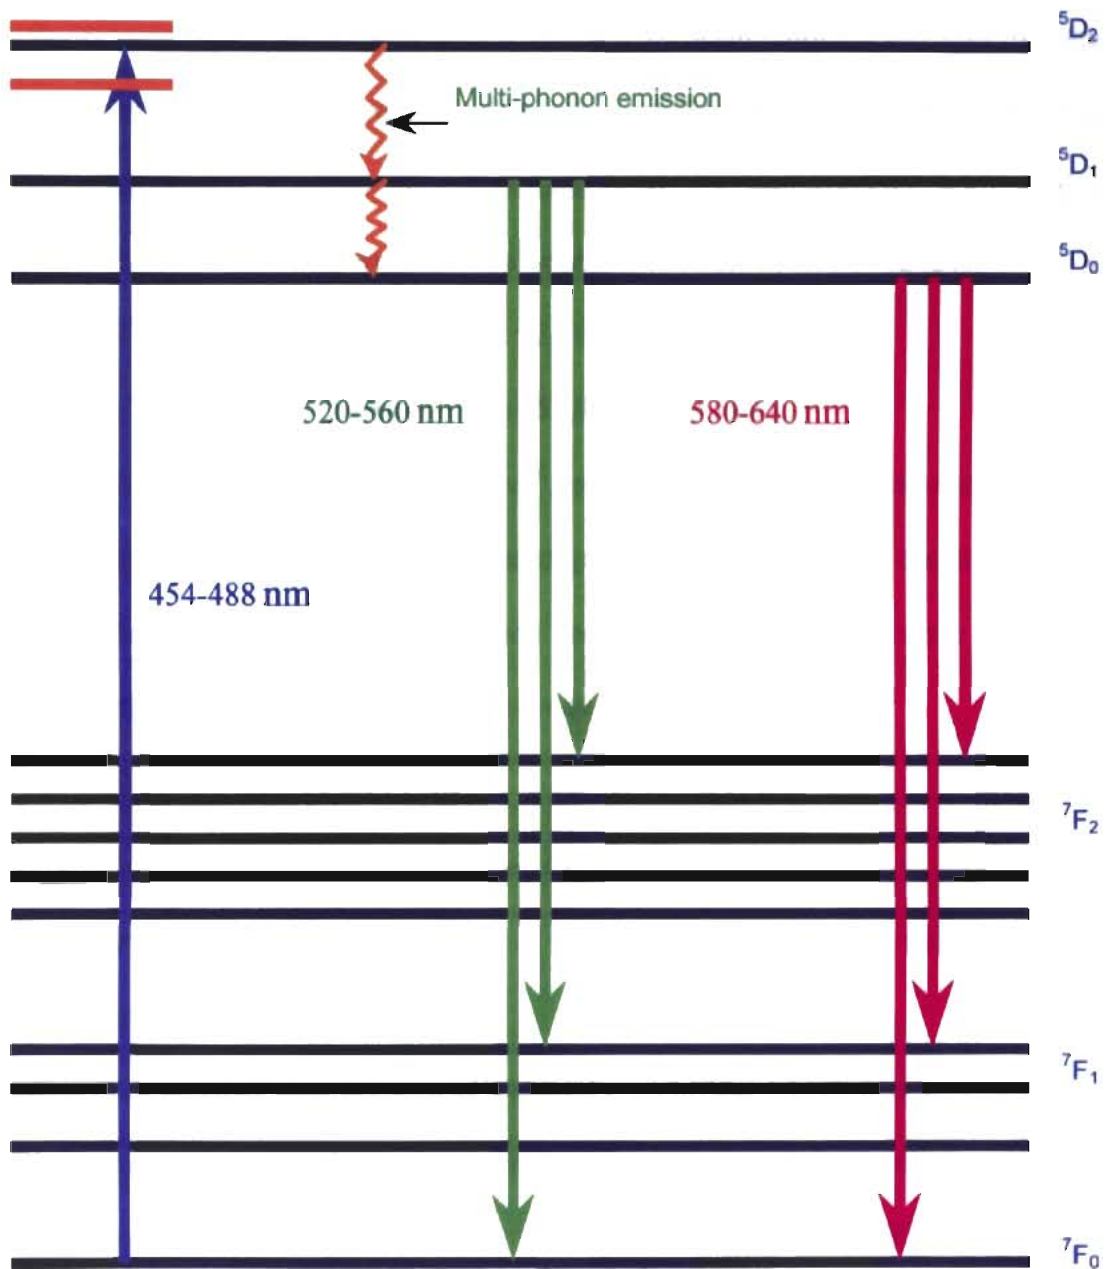 ⁵D₂
Multi-phonon emission
⁵D₁
⁵D₀
520-560 nm
580-640 nm
454-488 nm
⁷F₂
⁷F₁
⁷F₀